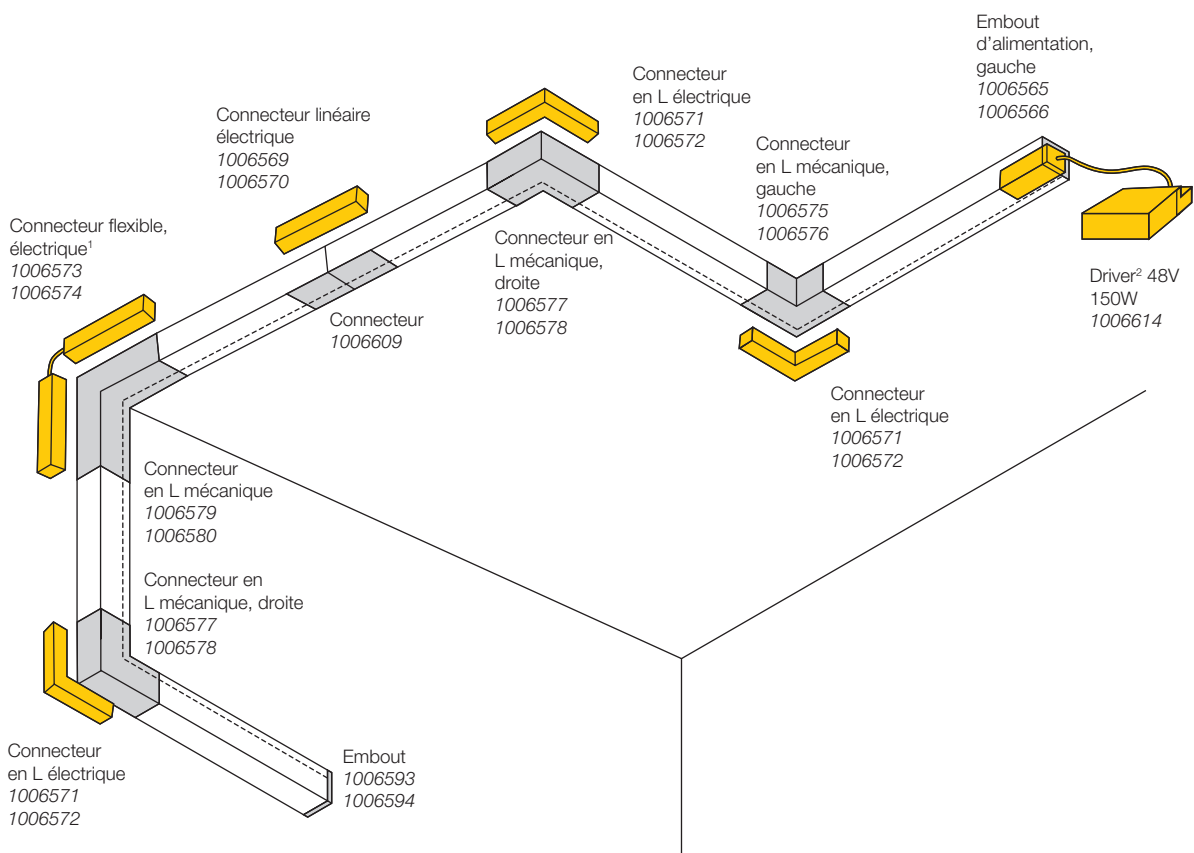 Embout
d'alimentation,
gauche
1006565
1006566
Connecteur
en L électrique
1006571
1006572
Connecteur linéaire
électrique
1006569
1006570
Connecteur
en L mécanique,
gauche
1006575
1006576
Connecteur flexible,
électrique¹
1006573
1006574
Connecteur en
L mécanique,
droite
1006577
1006578
Driver² 48V
150W
1006614
Connecteur
1006609
Connecteur
en L électrique
1006571
1006572
Connecteur
en L mécanique
1006579
1006580
Connecteur en
L mécanique, droite
1006577
1006578
Connecteur
en L électrique
1006571
1006572
Embout
1006593
1006594